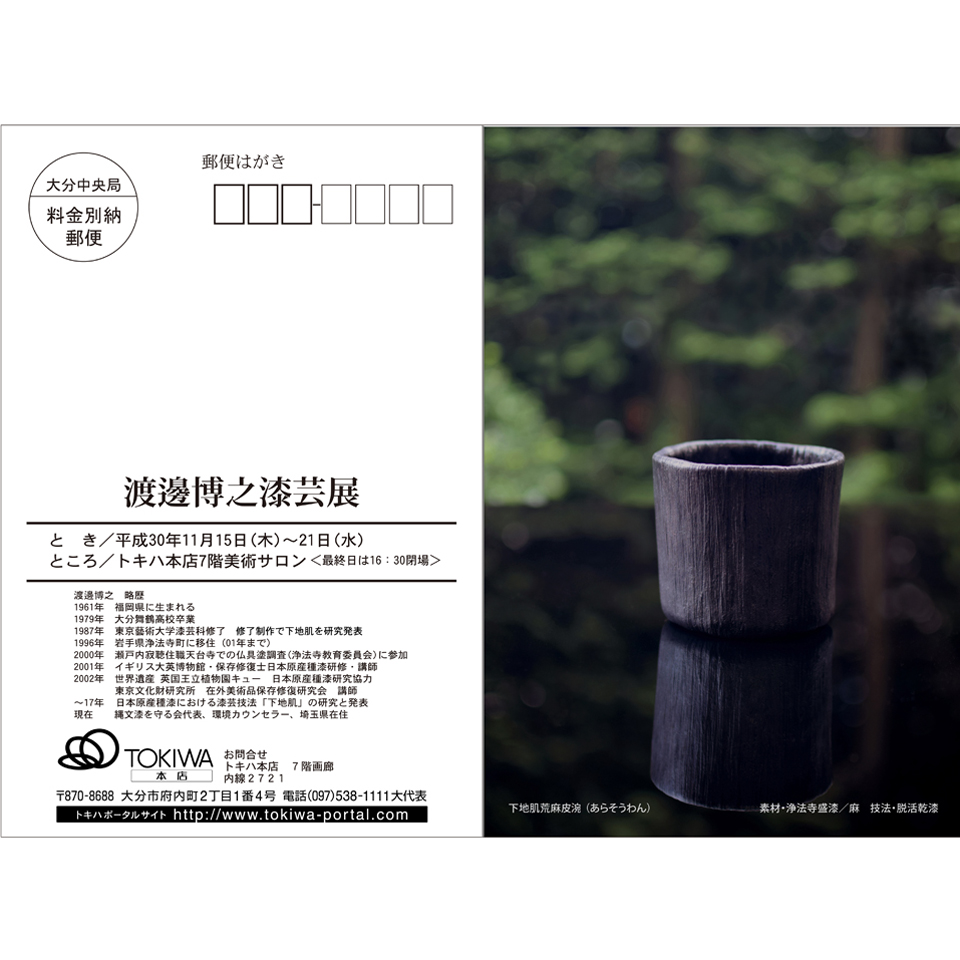 大分中央局
料金別納
郵便
郵便はがき
渡邊博之漆芸展
と　き／平成30年11月15日(木)～21日(水)
ところ／トキハ本店7階美術サロン＜最終日は16：30閉場＞
渡邊博之　略歴
1961年　福岡県に生まれる
1979年　大分舞鶴高校卒業
1987年　東京藝術大学漆芸科修了　修了制作で下地肌を研究発表
1996年　岩手県浄法寺町に移住（01年まで）
2000年　瀬戸内寂聴住職天台寺での仏具塗調査(浄法寺教育委員会)に参加
2001年　イギリス大英博物館・保存修復士日本原産種漆研修・講師
2002年　世界遺産 英国王立植物園キュー　日本原産種漆研究協力
東京文化財研究所　在外美術品保存修復研究会　講師
～17年　日本原産種漆における漆芸技法「下地肌」の研究と発表
現在　縄文漆を守る会代表、環境カウンセラー、埼玉県在住
TOKIWA
本店
お問合せ
トキハ本店　7階画廊
内線2721
〒870-8688 大分市府内町2丁目1番4号 電話(097)538-1111大代表
トキハポータルサイト http://www.tokiwa-portal.com
下地肌荒麻皮涴（あらそうわん）
素材・浄法寺盛漆／麻　技法・脱活乾漆